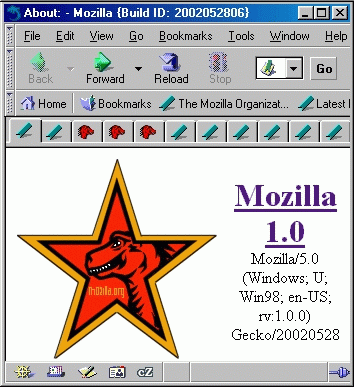 About: - Mozilla {Build ID: 2002052806}
File Edit View Go Bookmarks Tools Window Help
Back Forward Reload Stop Go
Home Bookmarks The Mozilla Organizat... Latest
mozilla.org
Mozilla
1.0
Mozilla/5.0
(Windows; U;
Win98; en-US;
rv:1.0.0)
Gecko/20020528
cZ